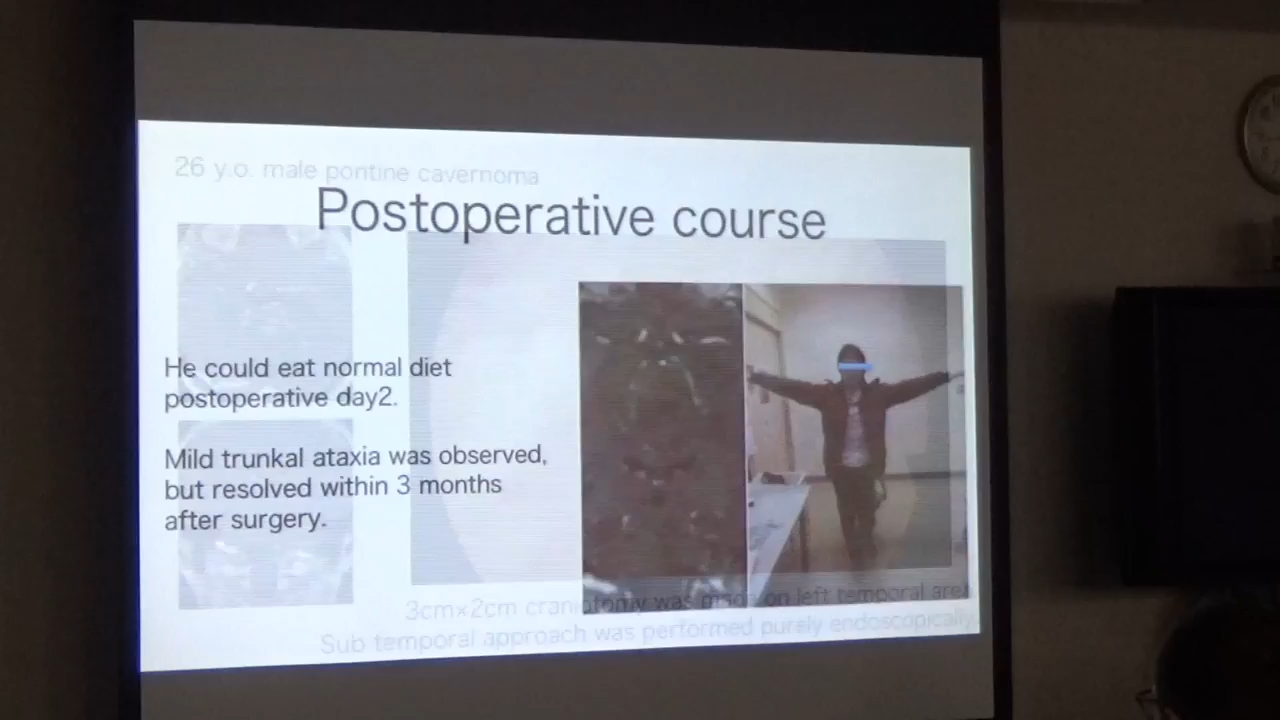 26 y.o. male pontine cavernoma
Postoperative course
He could eat normal diet
postoperative day2.
Mild trunkal ataxia was observed,
but resolved within 3 months
after surgery.
3cm×2cm craniotomy was made on left temporal area
Sub temporal approach was performed purely endoscopically.